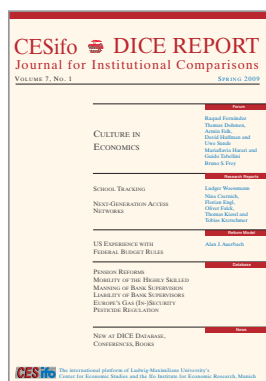 CESifo DICE REPORT
Journal for Institutional Comparisons
VOLUME 7, NO. 1 SPRING 2009
Forum
CULTURE IN
ECONOMICS
Raquel Fernández
Thomas Dohmen,
Armin Falk,
David Huffman and
Uwe Sunde
Mariaflavia Harari and
Guido Tabellini
Bruno S. Frey
Research Reports
SCHOOL TRACKING
Ludger Woessmann
NEXT-GENERATION ACCESS
NETWORKS
Nina Czernich,
Florian Engl,
Oliver Falck,
Thomas Kiessl and
Tobias Kretschmer
Reform Model
US EXPERIENCE WITH
FEDERAL BUDGET RULES
Alan J. Auerbach
Database
PENSION REFORMS
MOBILITY OF THE HIGHLY SKILLED
MANNING OF BANK SUPERVISION
LIABILITY OF BANK SUPERVISORS
EUROPE'S GAS (IN-)SECURITY
PESTICIDE REGULATION
News
NEW AT DICE DATABASE,
CONFERENCES, BOOKS
CESifo
The international platform of Ludwig-Maximilians University's
Center for Economic Studies and the Ifo Institute for Economic Research, Munich